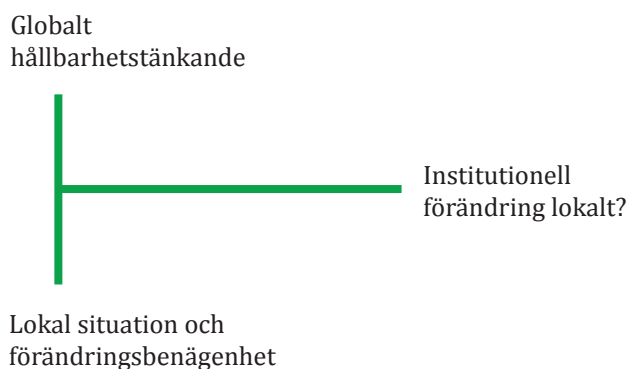 Globalt
hållbarhetstänkande
Institutionell
förändring lokalt?
Lokal situation och
förändringsbenägenhet